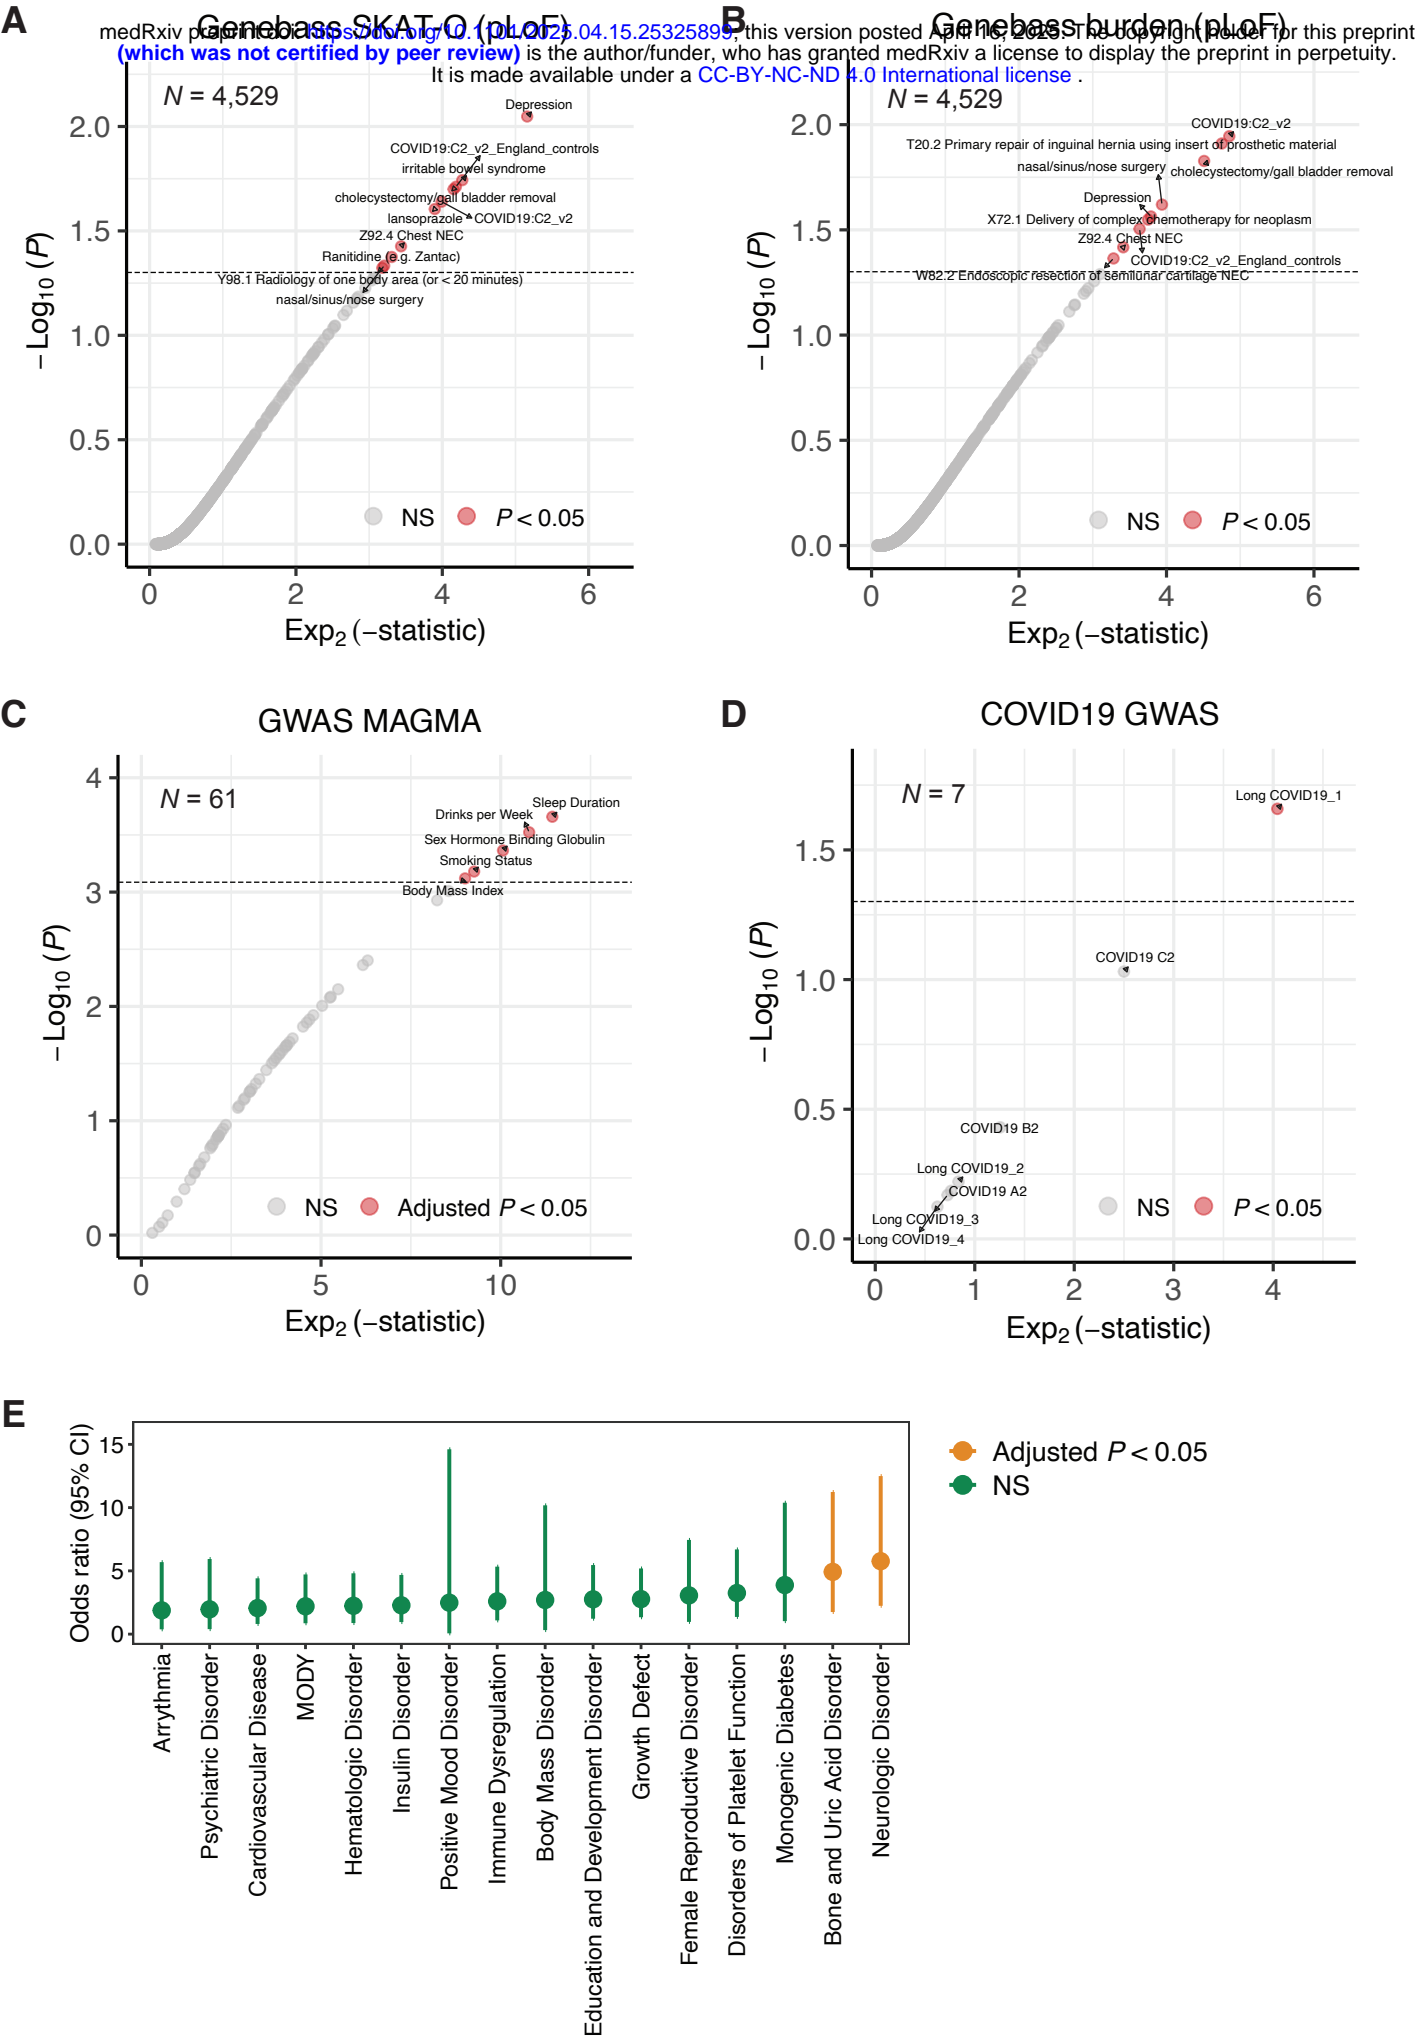 medRxiv preprint doi: https://doi.org/10.1101/2025.04.15.25325899; this version posted April 16, 2025. The copyright holder for this preprint
(which was not certified by peer review) is the author/funder, who has granted medRxiv a license to display the preprint in perpetuity.
It is made available under a CC-BY-NC-ND 4.0 International license .
A
Genebass SKAT-O (pLoF)
N = 4,529
Depression
COVID19:C2_v2_England_controls
irritable bowel syndrome
cholecystectomy/gall bladder removal
lansoprazole
COVID19:C2_v2
Z92.4 Chest NEC
Ranitidine (e.g. Zantac)
Y98.1 Radiology of one body area (or < 20 minutes)
nasal/sinus/nose surgery
2.0
1.5
1.0
0.5
0.0
−Log10 (P)
NS
P < 0.05
0 2 4 6
Exp2 (−statistic)
B
Genebass burden (pLoF)
N = 4,529
COVID19:C2_v2
T20.2 Primary repair of inguinal hernia using insert of prosthetic material
nasal/sinus/nose surgery
cholecystectomy/gall bladder removal
Depression
X72.1 Delivery of complex chemotherapy for neoplasm
Z92.4 Chest NEC
COVID19:C2_v2_England_controls
W82.2 Endoscopic resection of semilunar cartilage NEC
2.0
1.5
1.0
0.5
0.0
−Log10 (P)
NS
P < 0.05
0 2 4 6
Exp2 (−statistic)
C
GWAS MAGMA
N = 61
Sleep Duration
Drinks per Week
Sex Hormone Binding Globulin
Smoking Status
Body Mass Index
4
3
2
1
0
−Log10 (P)
NS
Adjusted P < 0.05
0 5 10
Exp2 (−statistic)
D
COVID19 GWAS
N = 7
Long COVID19_1
COVID19 C2
COVID19 B2
Long COVID19_2
COVID19 A2
Long COVID19_3
Long COVID19_4
1.5
1.0
0.5
0.0
−Log10 (P)
NS
P < 0.05
0 1 2 3 4
Exp2 (−statistic)
E
Odds ratio (95% CI)
15
10
5
0
Adjusted P < 0.05
NS
Arrythmia
Psychiatric Disorder
Cardiovascular Disease
MODY
Hematologic Disorder
Insulin Disorder
Positive Mood Disorder
Immune Dysregulation
Body Mass Disorder
Education and Development Disorder
Growth Defect
Female Reproductive Disorder
Disorders of Platelet Function
Monogenic Diabetes
Bone and Uric Acid Disorder
Neurologic Disorder